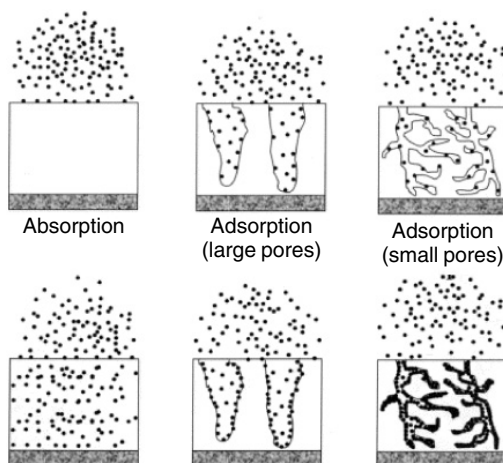 Absorption
Adsorption
(large pores)
Adsorption
(small pores)